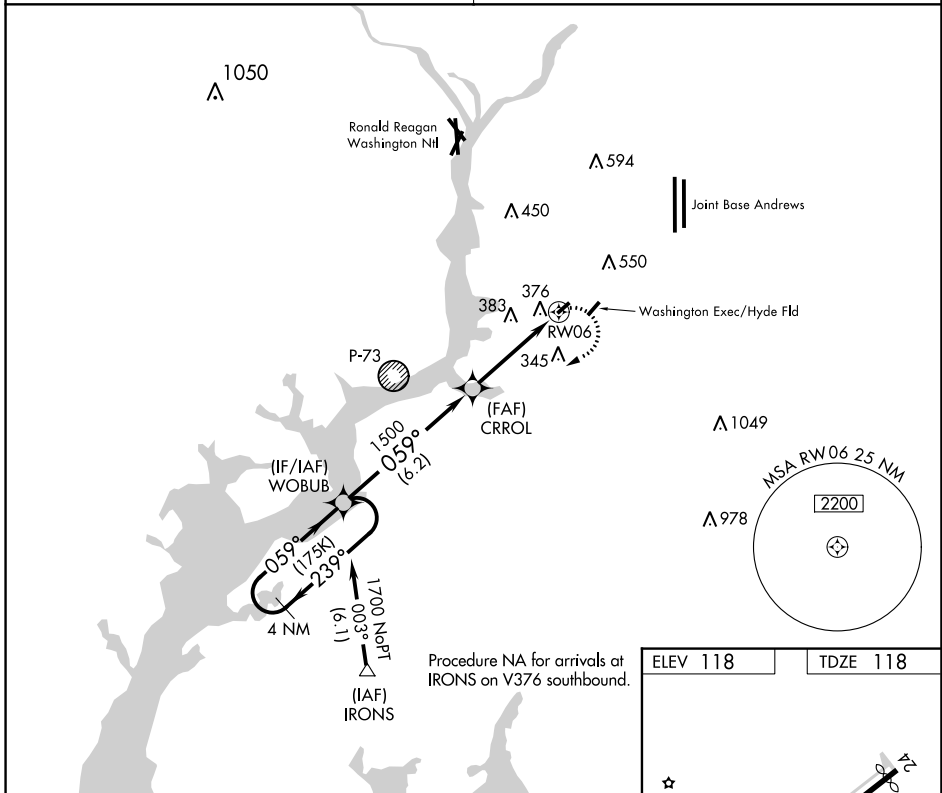 1050
Ronald Reagan
Washington Ntl
594
450
Joint Base Andrews
550
383
376
Washington Exec/Hyde Fld
RW06
345
P-73
(FAF)
CRROL
1500
059°
(6.2)
1049
(IF/IAF)
WOBUB
MSA RW06 25 NM
2200
978
059°
(175K)
239°
4 NM
1700 NoPT
003°
(6.1)
(IAF)
IRONS
Procedure NA for arrivals at
IRONS on V376 southbound.
ELEV 118
TDZE 118
24